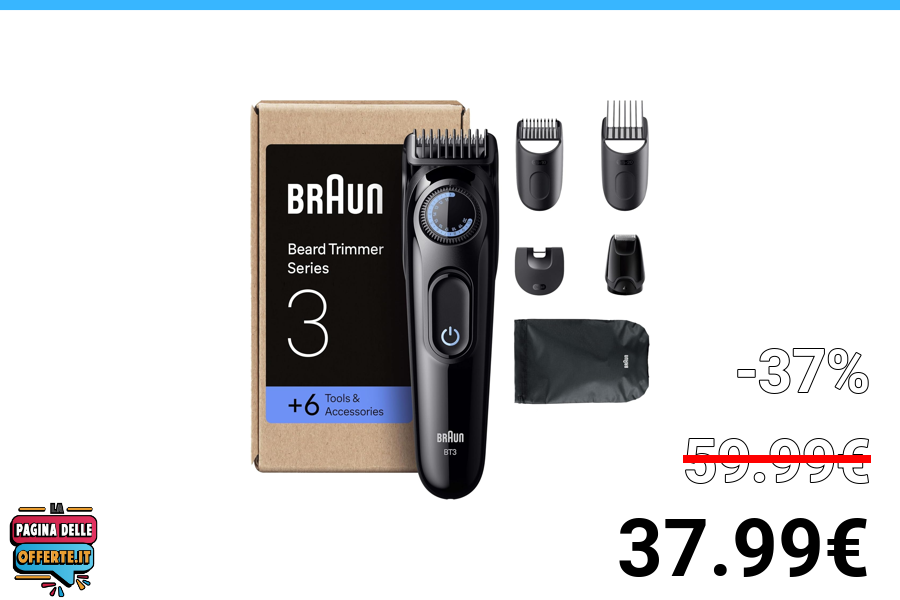 BRAUN
Beard Trimmer
Series
3
+6 Tools &
Accessories
BRAUN
BT3
BRAUN
-37%
59.99€
37.99€
LA
PAGINA DELLE
OFFERTE.IT